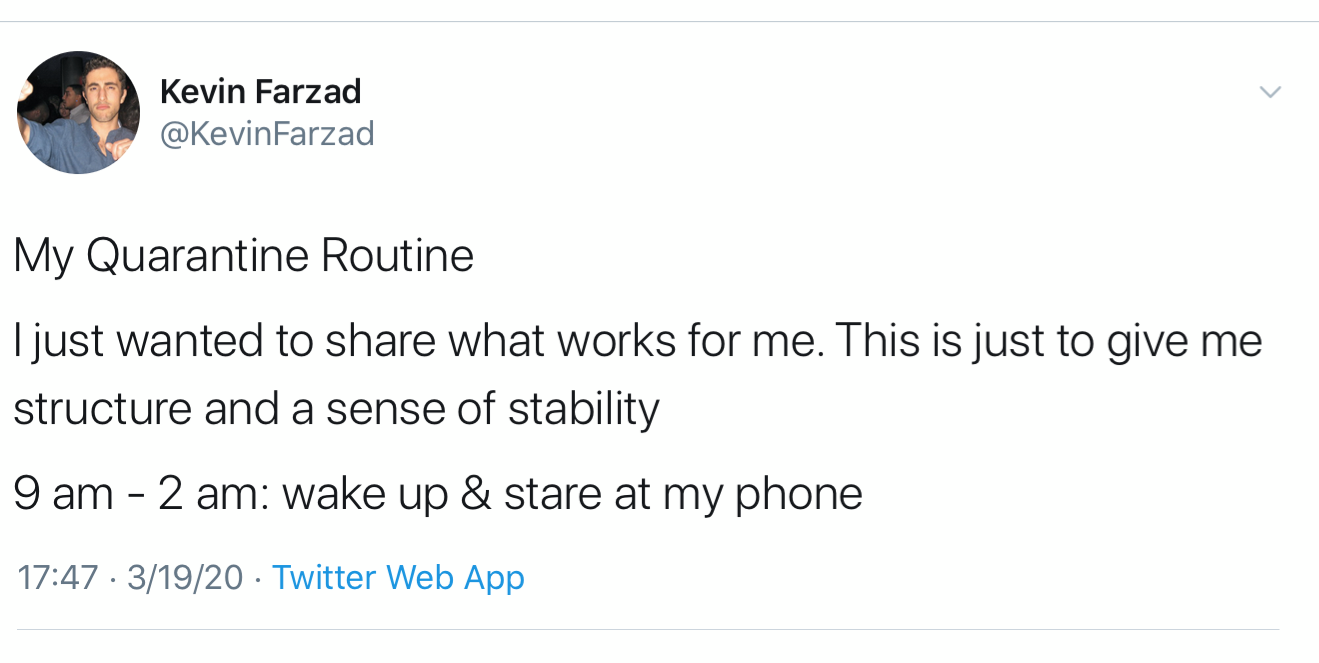 Kevin Farzad
@KevinFarzad
My Quarantine Routine
I just wanted to share what works for me. This is just to give me
structure and a sense of stability
9 am - 2 am: wake up & stare at my phone
17:47 · 3/19/20 · Twitter Web App